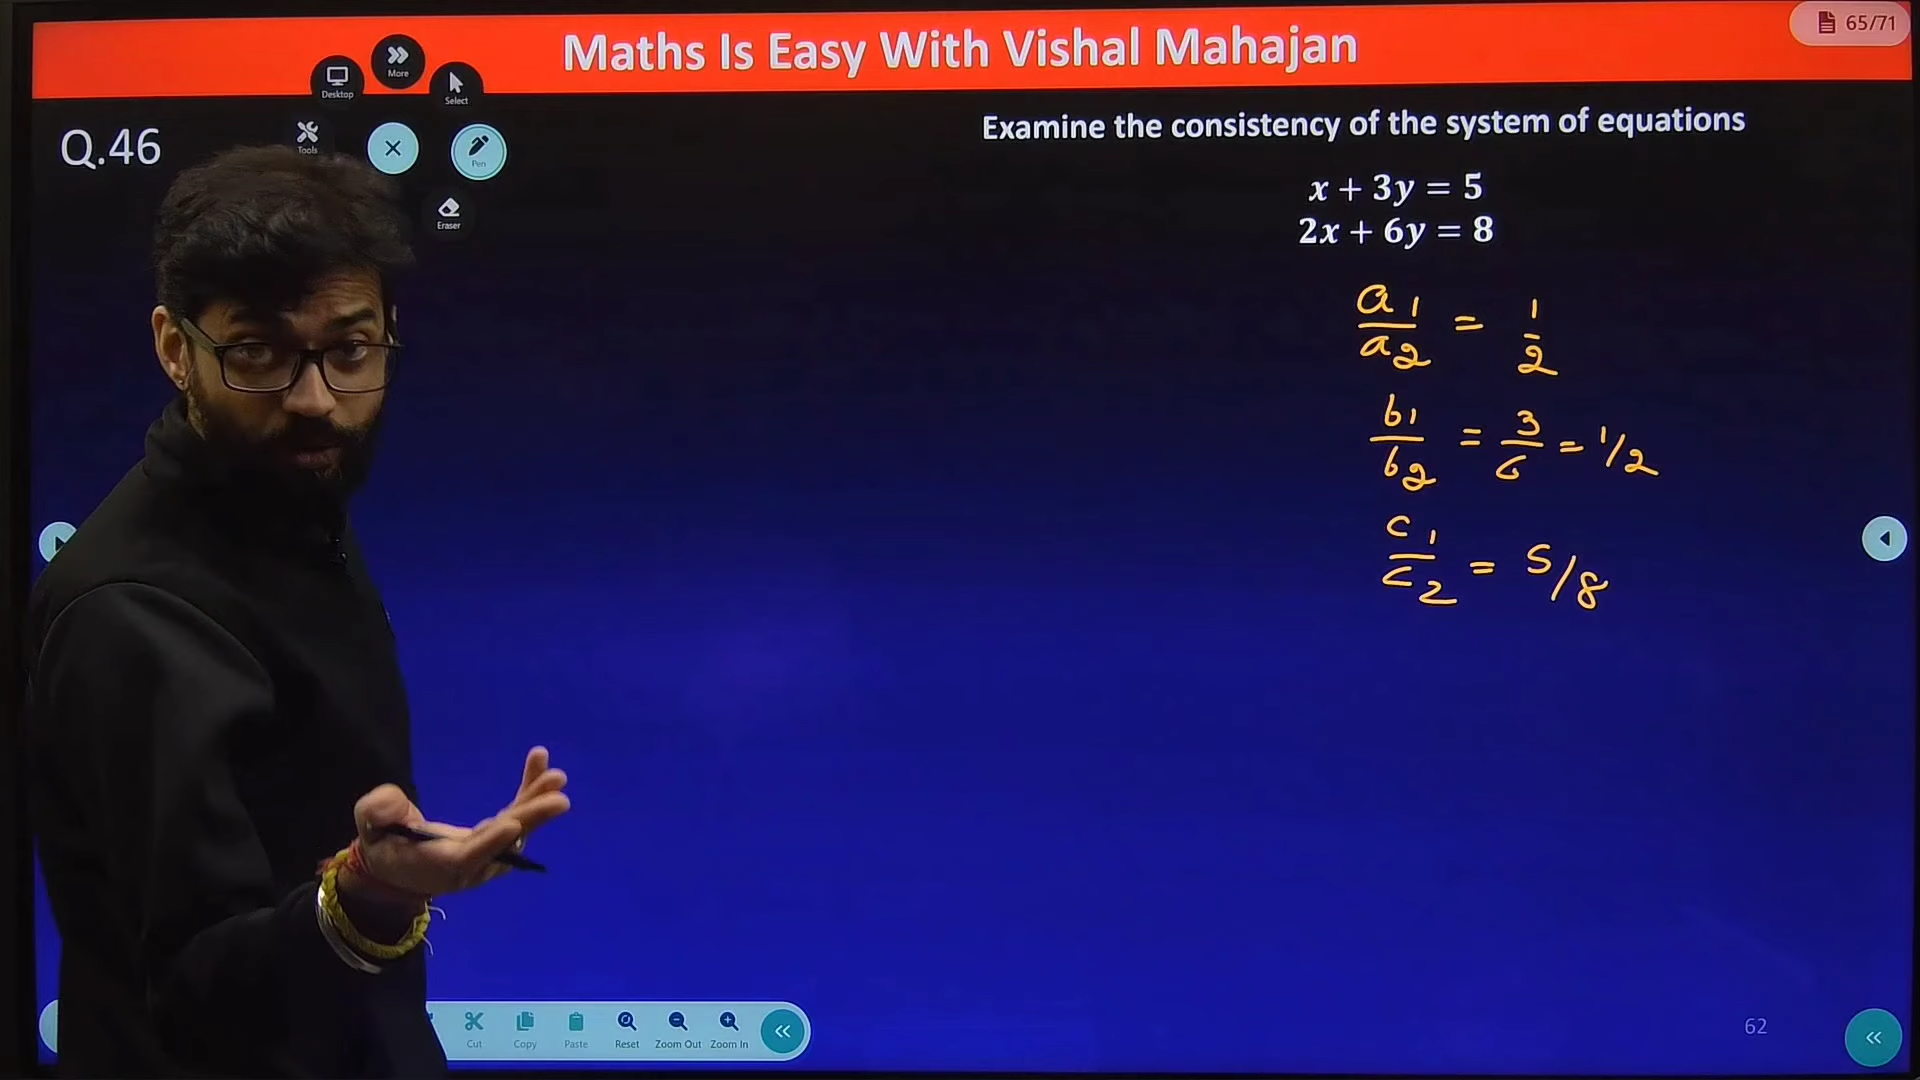 Maths Is Easy With Vishal Mahajan
65/71
More
Desktop
Select
Q.46
Tools
Pen
Eraser
Examine the consistency of the system of equations
x + 3y = 5
2x + 6y = 8
a1/a2 = 1/2
b1/b2 = 3/6 = 1/2
c1/c2 = 5/8
Cut
Copy
Paste
Reset
Zoom Out
Zoom In
62